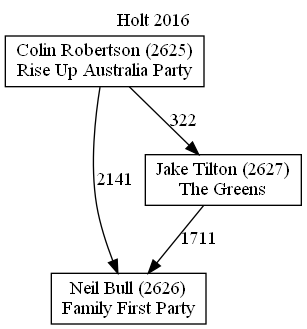 Holt 2016
Colin Robertson (2625)
Rise Up Australia Party
322
Jake Tilton (2627)
The Greens
2141
1711
Neil Bull (2626)
Family First Party